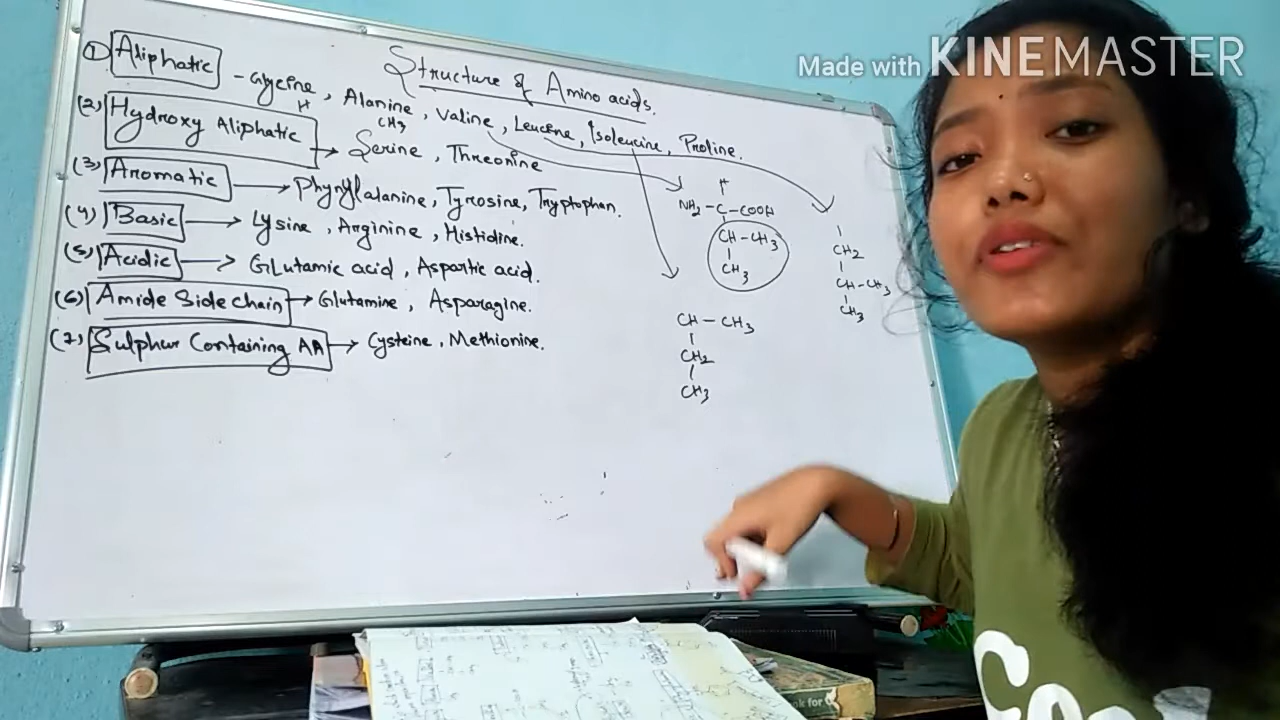 Made with KINEMASTER
Structure of Amino acids.
① Aliphatic - Glycine, Alanine, Valine, Leucine, Isoleucine, Proline.
H
CH3
(2) Hydroxy Aliphatic → Serine, Threonine
(3) Aromatic → Phynylalanine, Tyrosine, Tryptophan.
(4) Basic → Lysine, Arginine, Histidine.
(5) Acidic → Glutamic acid, Aspartic acid.
(6) Amide Side chain → Glutamine, Asparagine.
(7) Sulphur Containing AA → Cysteine, Methionine.
H
NH2 - C - COOH
CH - CH3
CH3
CH2
CH - CH3
CH3
CH - CH3
CH2
CH3